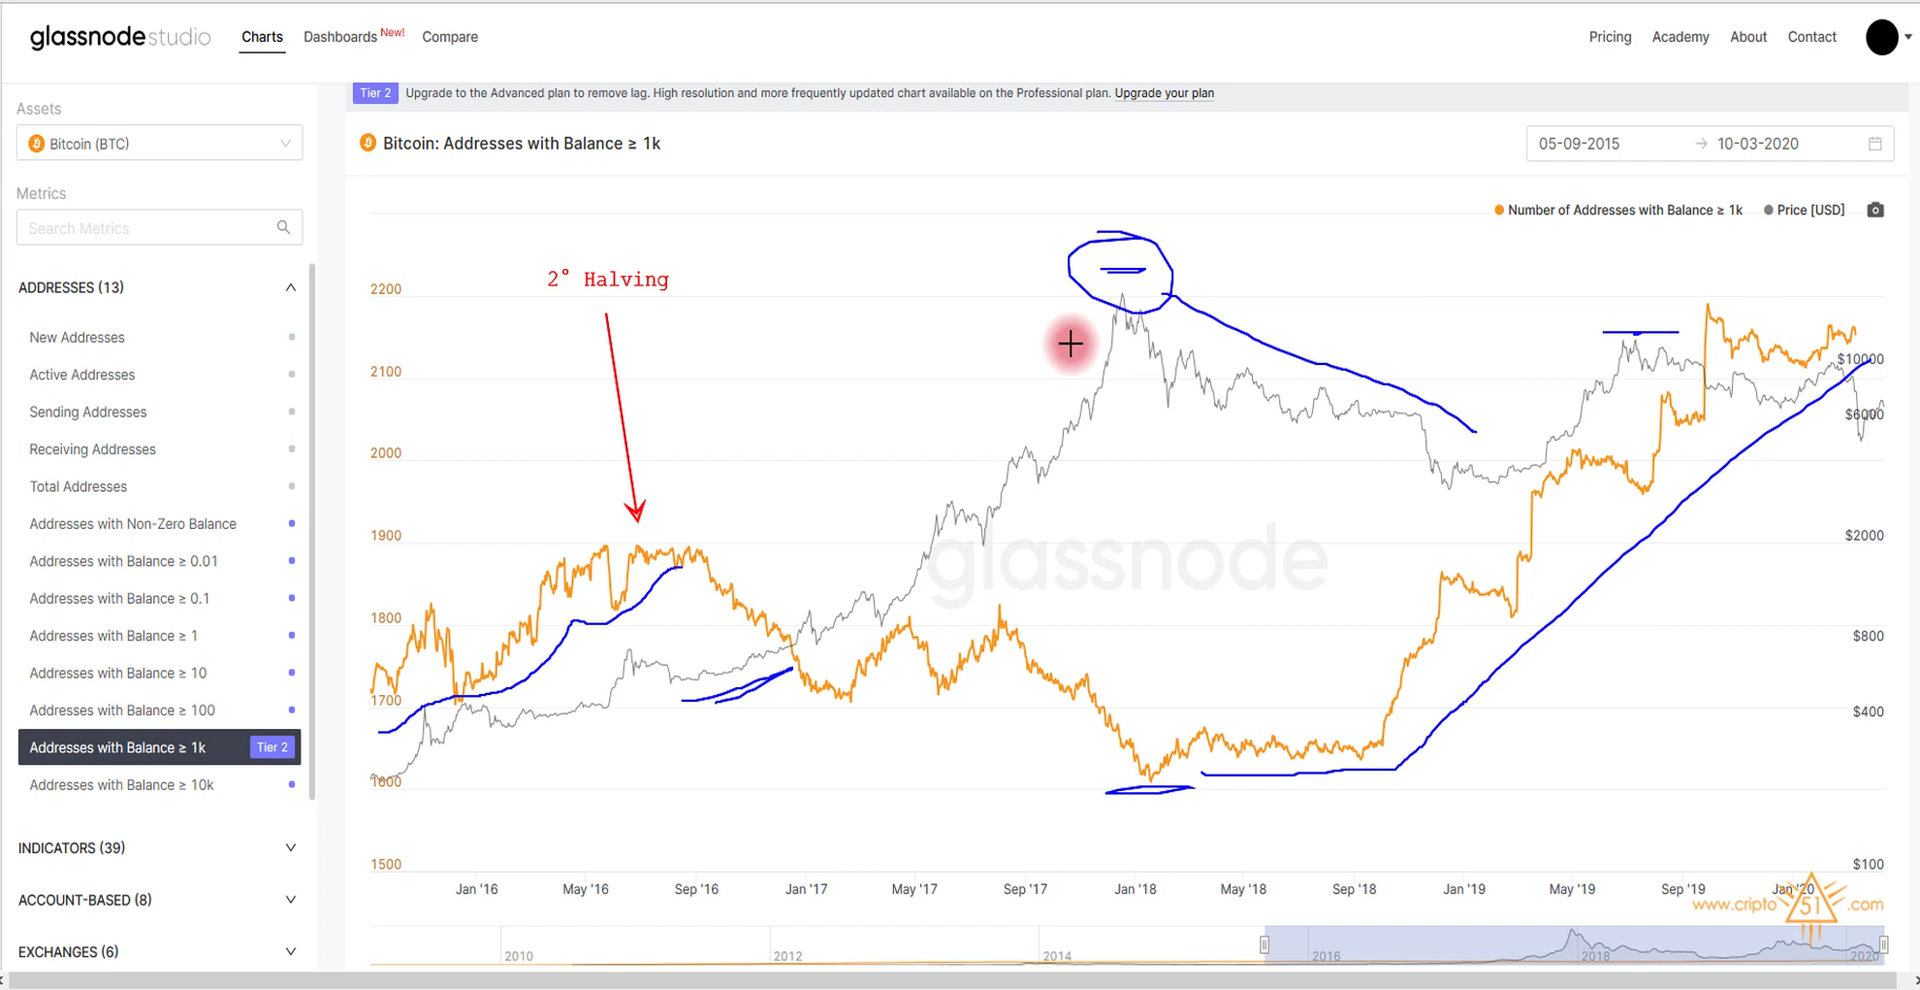 glassnodestudio Charts Dashboards New! Compare Pricing Academy About Contact
Tier 2 Upgrade to the Advanced plan to remove lag. High resolution and more frequently updated chart available on the Professional plan. Upgrade your plan
Assets
Bitcoin (BTC)
Metrics
Search Metrics
ADDRESSES (13)
New Addresses
Active Addresses
Sending Addresses
Receiving Addresses
Total Addresses
Addresses with Non-Zero Balance
Addresses with Balance ≥ 0.01
Addresses with Balance ≥ 0.1
Addresses with Balance ≥ 1
Addresses with Balance ≥ 10
Addresses with Balance ≥ 100
Addresses with Balance ≥ 1k Tier 2
Addresses with Balance ≥ 10k
INDICATORS (39)
ACCOUNT-BASED (8)
EXCHANGES (6)
Bitcoin: Addresses with Balance ≥ 1k
05-09-2015 → 10-03-2020
Number of Addresses with Balance ≥ 1k Price [USD]
2° Halving
2200
2100
2000
1900
1800
1700
1600
1500
$10000
$6000
$2000
$800
$400
$100
glassnode
Jan '16 May '16 Sep '16 Jan '17 May '17 Sep '17 Jan '18 May '18 Sep '18 Jan '19 May '19 Sep '19 Jan '20
www.cripto 51 .com
2010 2012 2014 2016 2018 2020